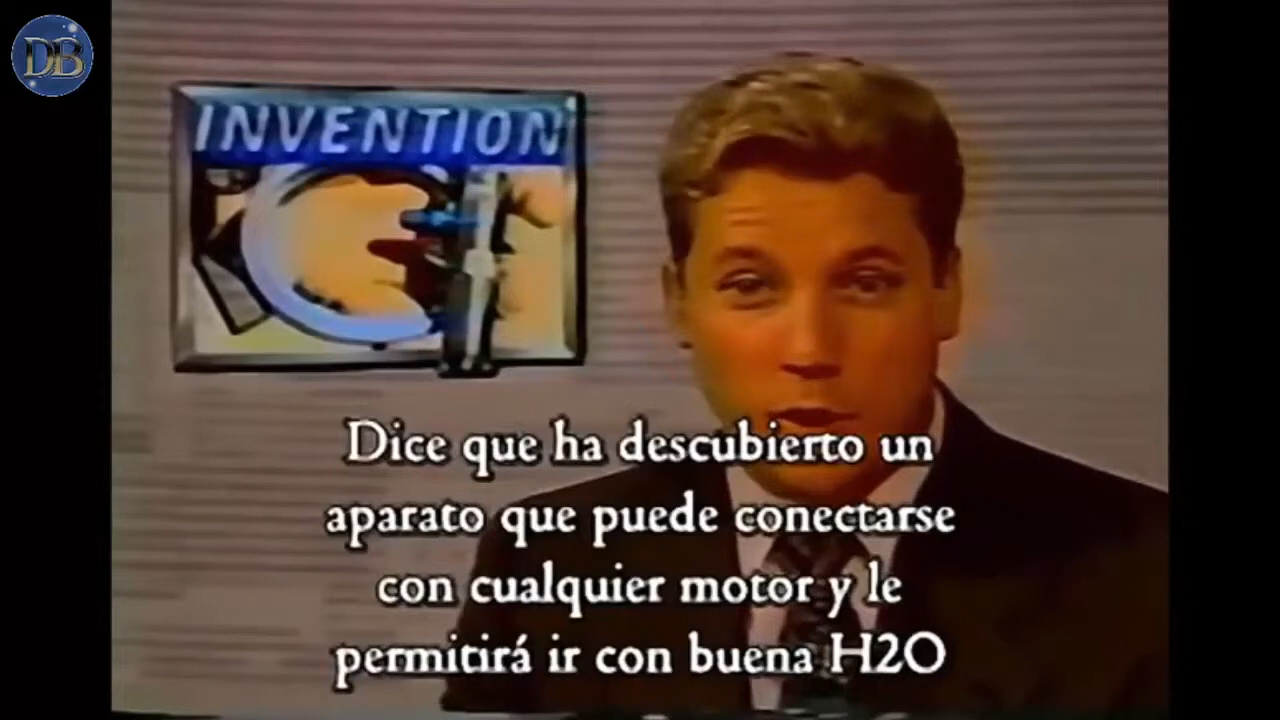 DB
INVENTION
Dice que ha descubierto un
aparato que puede conectarse
con cualquier motor y le
permitirá ir con buena H2O